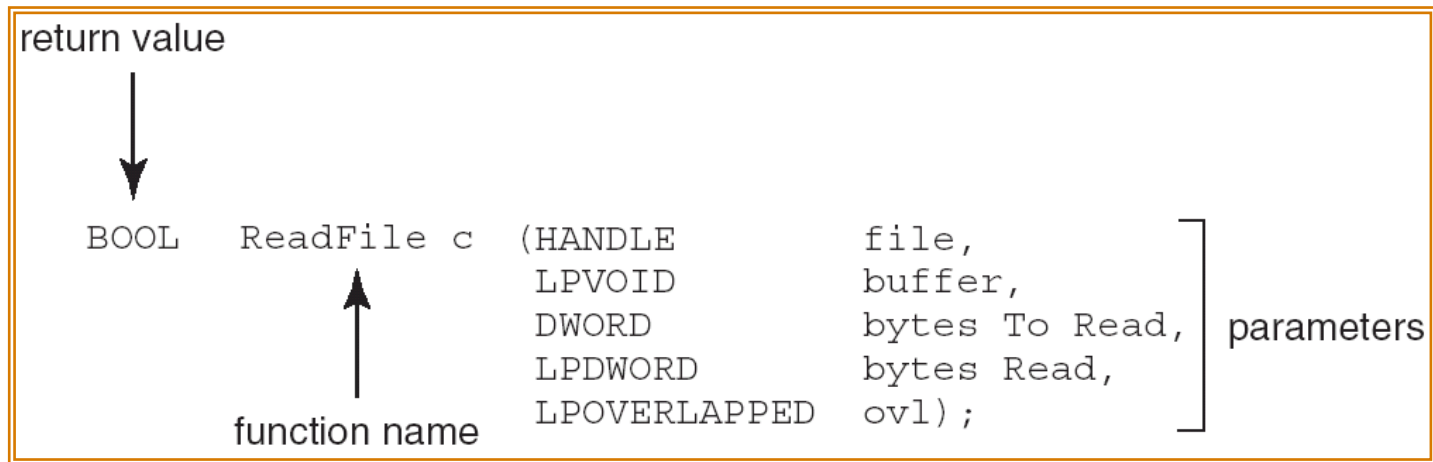 return value
BOOL ReadFile c (HANDLE file,
LPVOID buffer,
DWORD bytes To Read,
LPDWORD bytes Read,
LPOVERLAPPED ovl);
parameters
function name